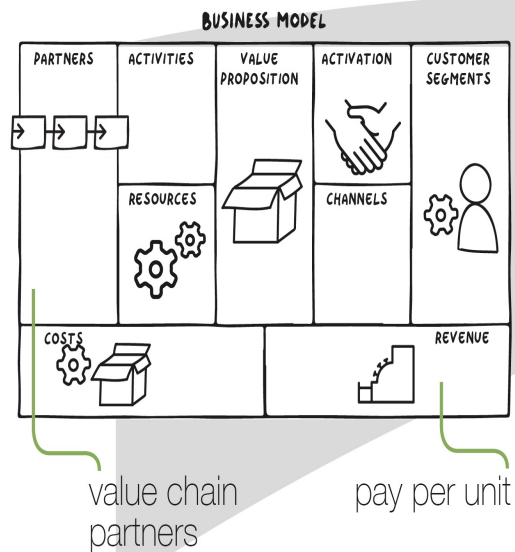 BUSINESS MODEL
PARTNERS
ACTIVITIES
VALUE
PROPOSITION
ACTIVATION
CUSTOMER
SEGMENTS
RESOURCES
CHANNELS
COSTS
REVENUE
value chain
partners
pay per unit